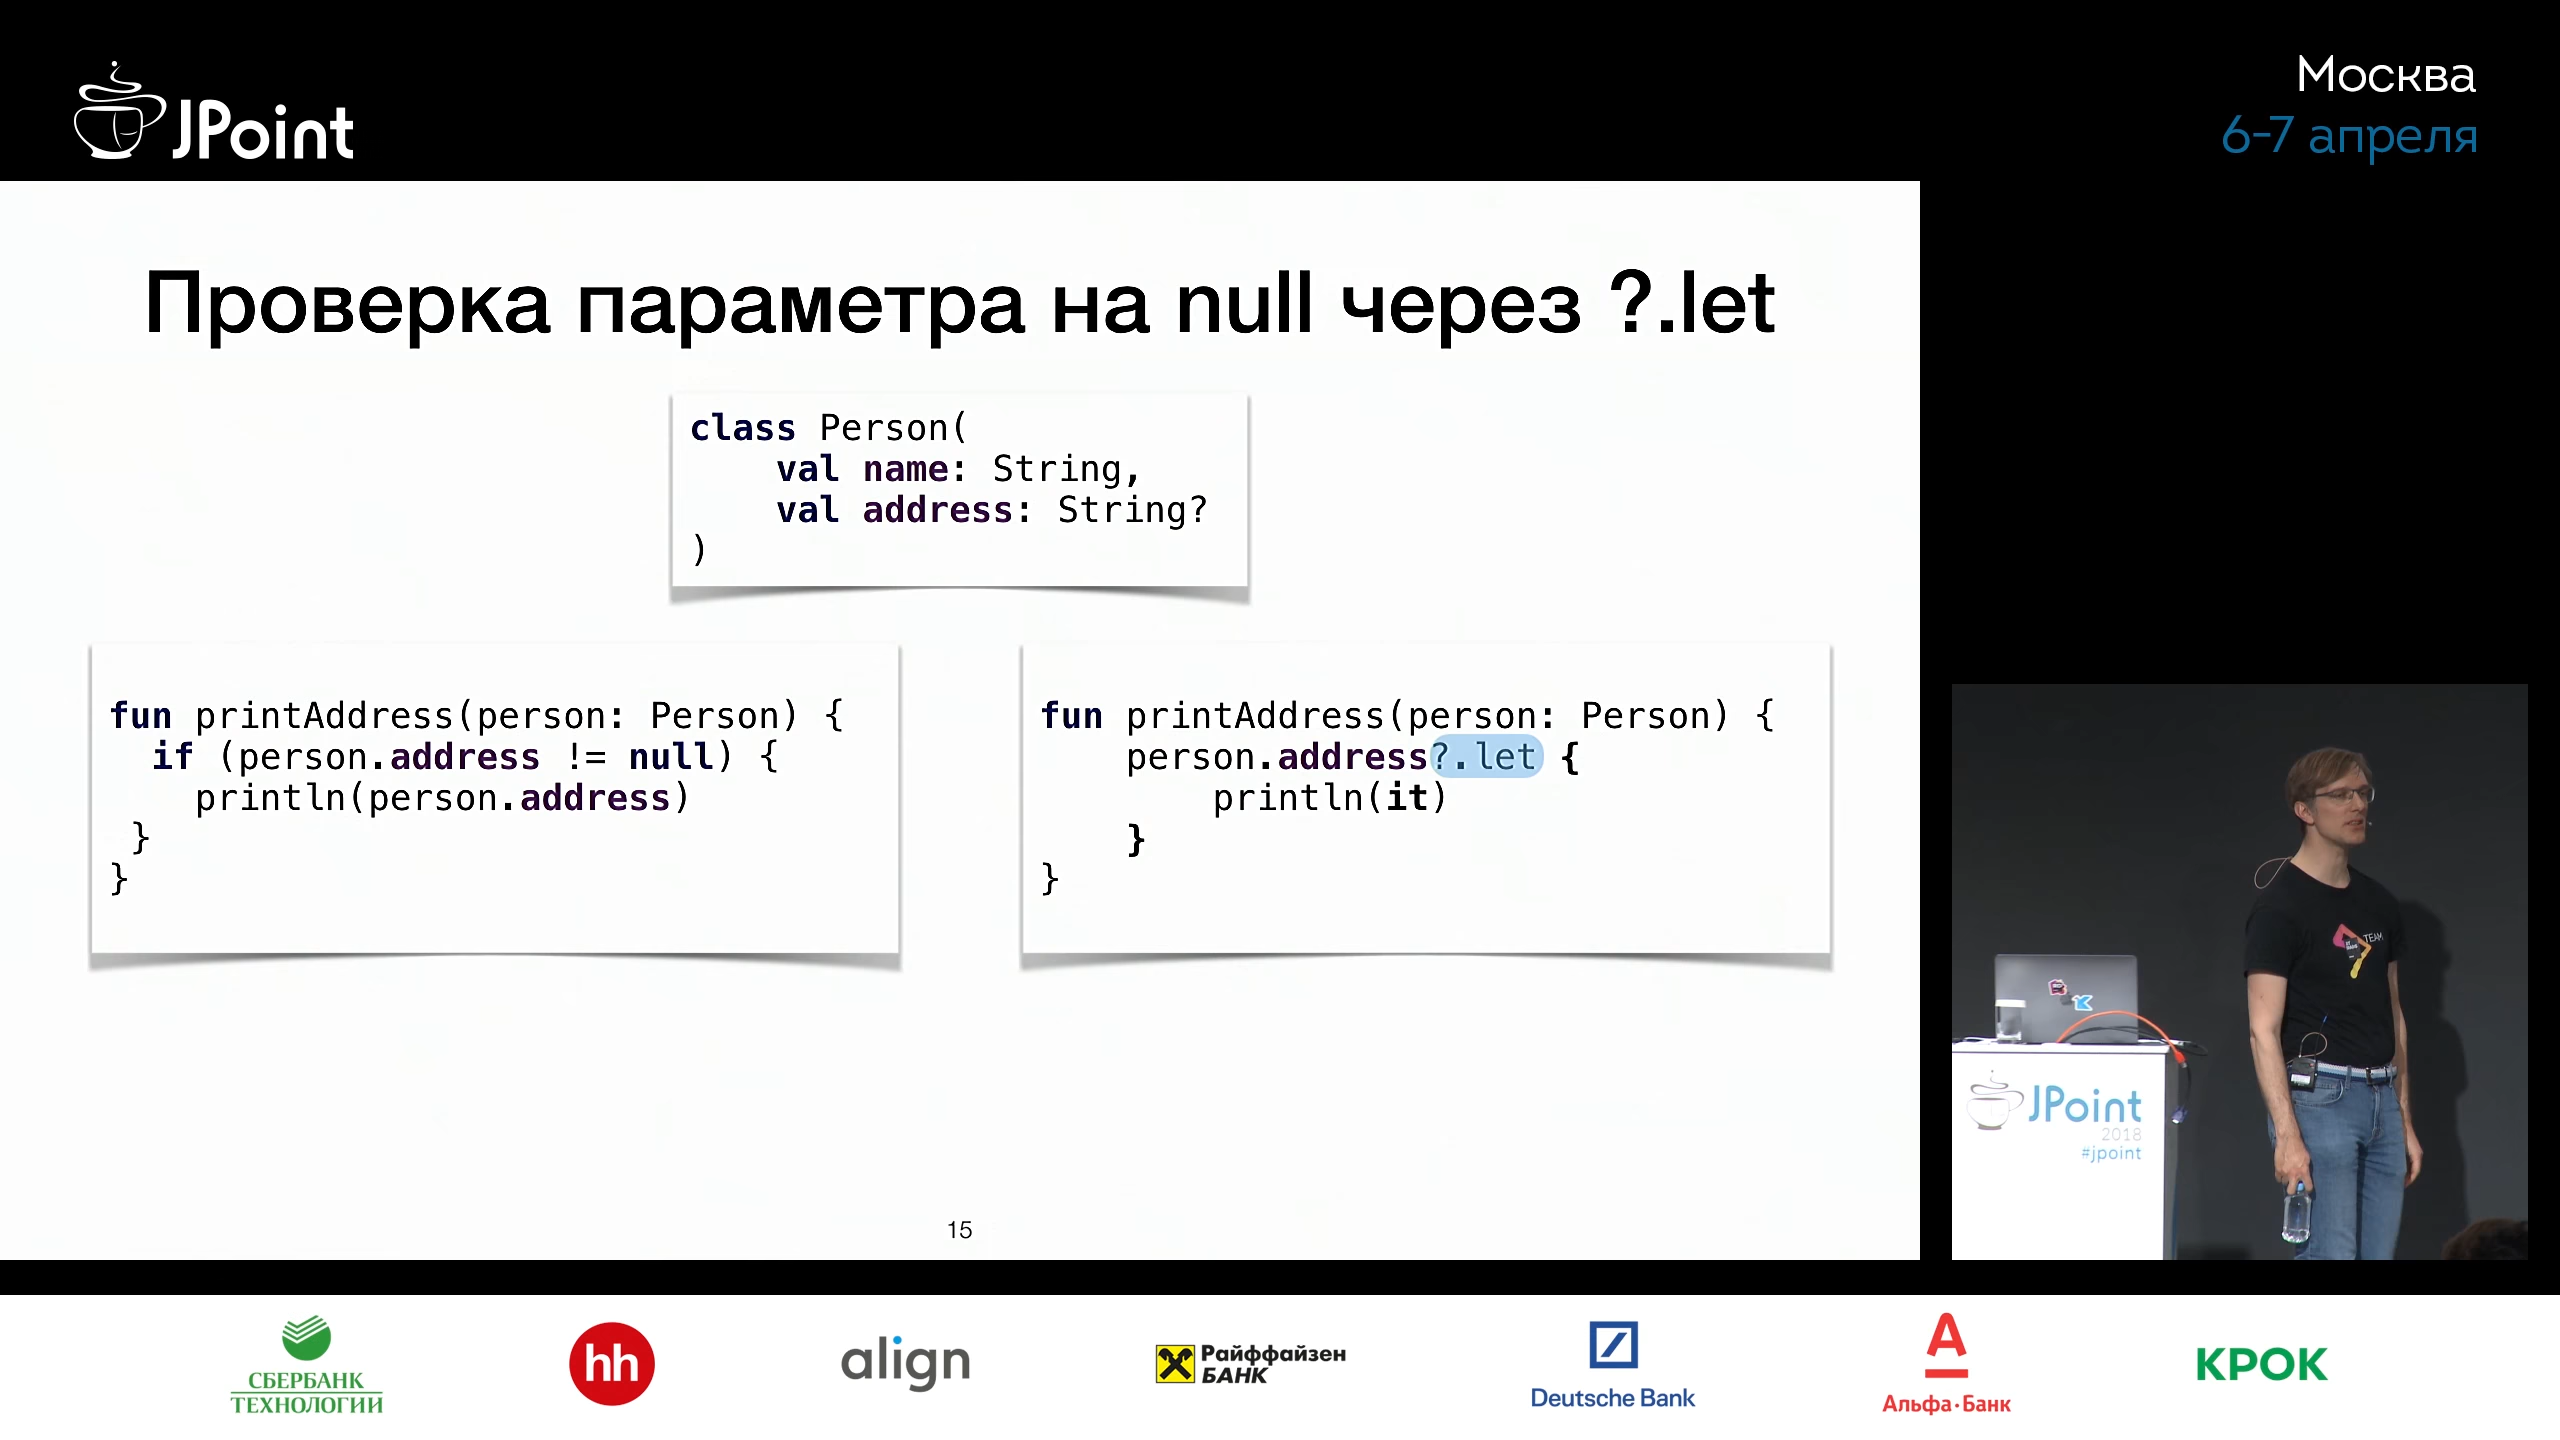 JPoint
Москва
6-7 апреля
Проверка параметра на null через ?.let
class Person(
    val name: String,
    val address: String?
)
fun printAddress(person: Person) {
  if (person.address != null) {
    println(person.address)
 }
}
fun printAddress(person: Person) {
    person.address?.let {
        println(it)
    }
}
15
TEAM
JPoint
2018
#jpoint
СБЕРБАНК
ТЕХНОЛОГИИ
hh
align
Райффайзен
БАНК
Deutsche Bank
Альфа·Банк
КРОК